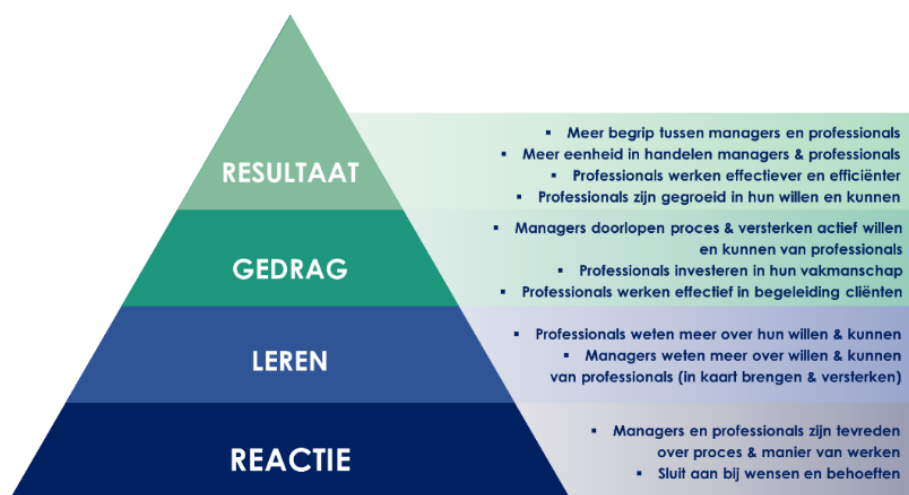 RESULTAAT
▪ Meer begrip tussen managers en professionals
▪ Meer eenheid in handelen managers & professionals
▪ Professionals werken effectiever en efficiënter
▪ Professionals zijn gegroeid in hun willen en kunnen
GEDRAG
▪ Managers doorlopen proces & versterken actief willen
en kunnen van professionals
▪ Professionals investeren in hun vakmanschap
▪ Professionals werken effectief in begeleiding cliënten
LEREN
▪ Professionals weten meer over hun willen & kunnen
▪ Managers weten meer over willen & kunnen
van professionals (in kaart brengen & versterken)
REACTIE
▪ Managers en professionals zijn tevreden
over proces & manier van werken
▪ Sluit aan bij wensen en behoeften